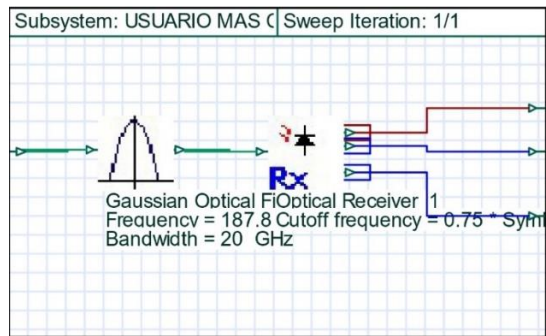 Subsystem: USUARIO MAS C
Sweep Iteration: 1/1
Rx
Gaussian Optical FiOptical Receiver 1
Frequency = 187.8 Cutoff frequency = 0.75 * Sym
Bandwidth = 20 GHz